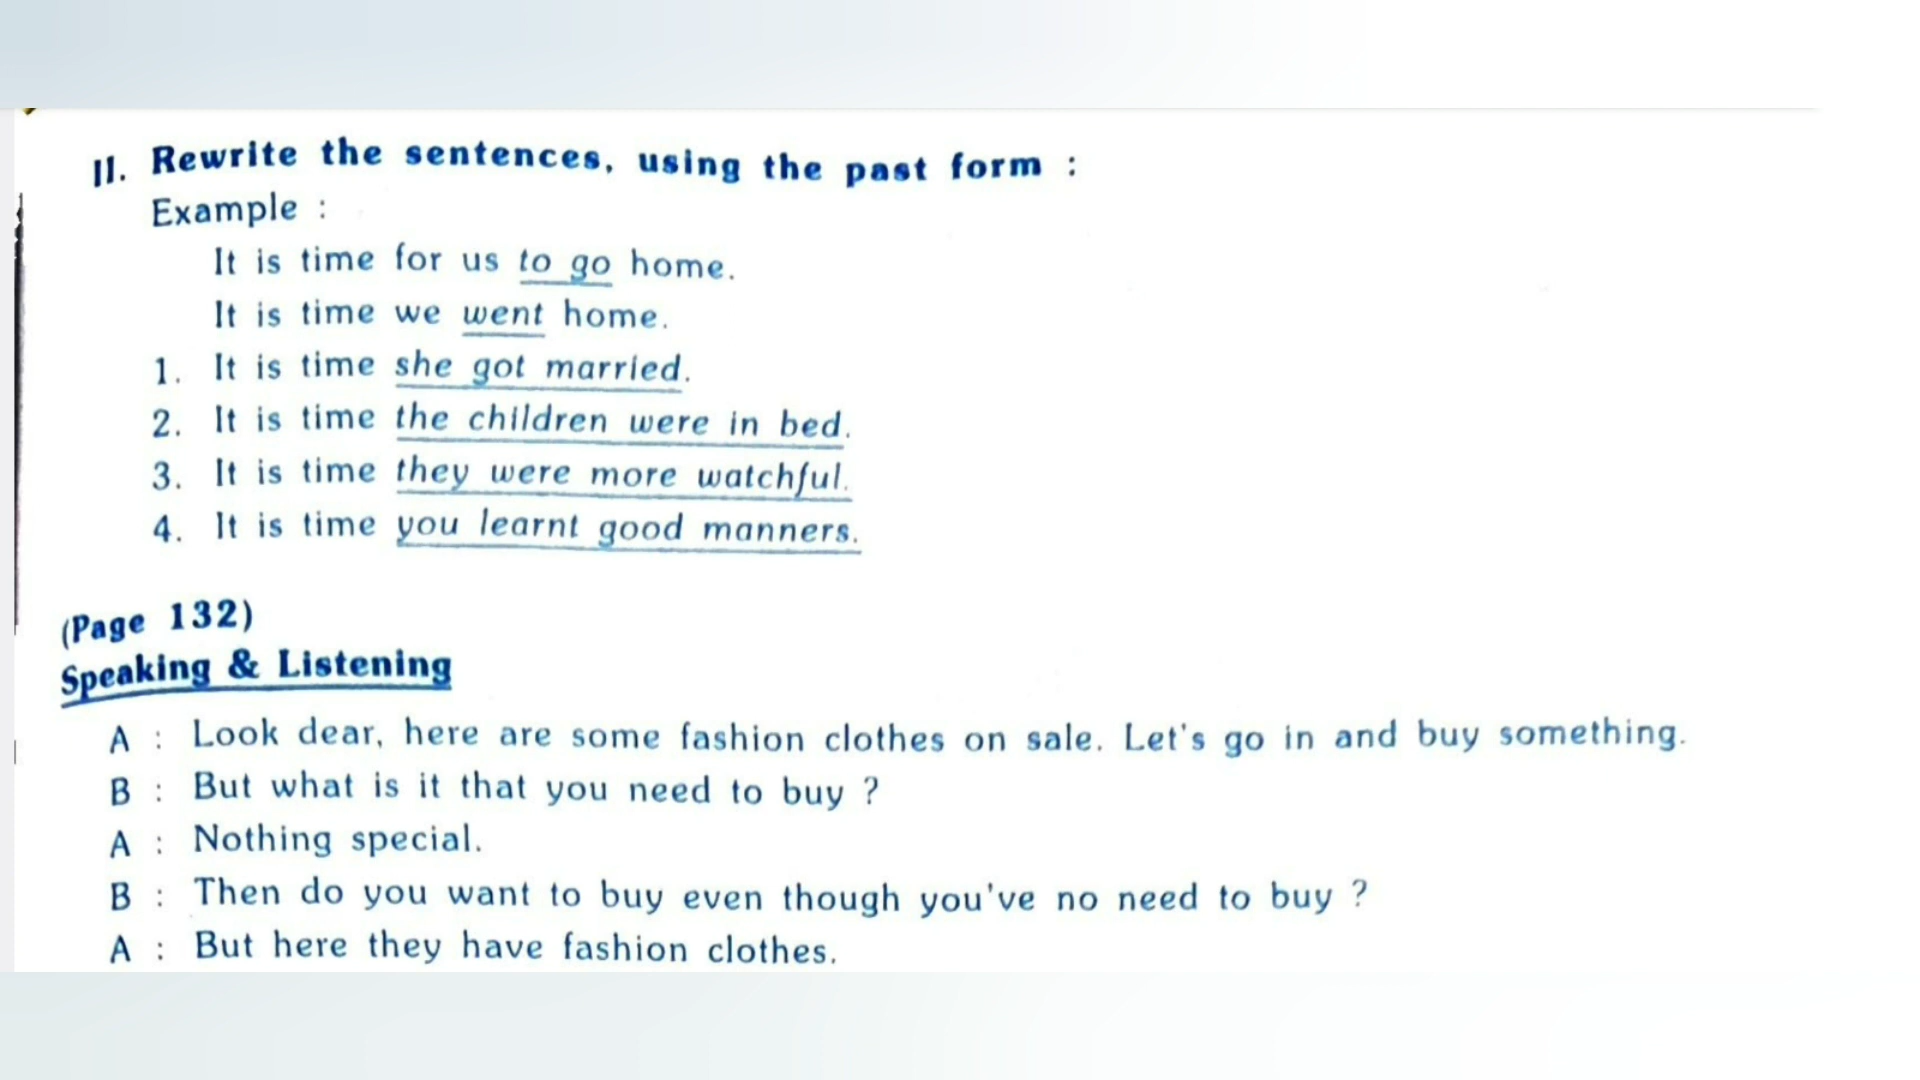 II. Rewrite the sentences, using the past form :
Example :
It is time for us to go home.
It is time we went home.
1. It is time she got married.
2. It is time the children were in bed.
3. It is time they were more watchful.
4. It is time you learnt good manners.
(Page 132)
Speaking & Listening
A : Look dear, here are some fashion clothes on sale. Let's go in and buy something.
B : But what is it that you need to buy ?
A : Nothing special.
B : Then do you want to buy even though you've no need to buy ?
A : But here they have fashion clothes.